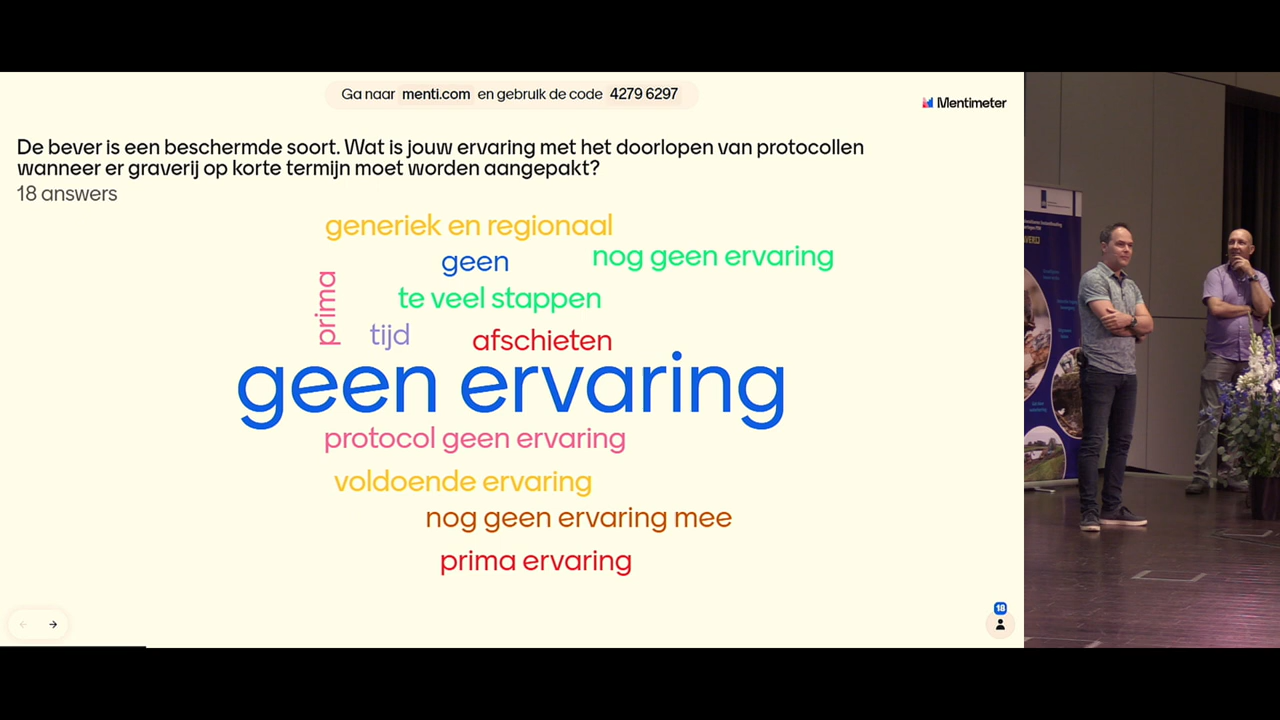 Ga naar menti.com en gebruik de code 4279 6297
Mentimeter
De bever is een beschermde soort. Wat is jouw ervaring met het doorlopen van protocollen
wanneer er graverij op korte termijn moet worden aangepakt?
18 answers
generiek en regionaal
geen
nog geen ervaring
prima
te veel stappen
tijd
afschieten
geen ervaring
protocol geen ervaring
voldoende ervaring
nog geen ervaring mee
prima ervaring
18